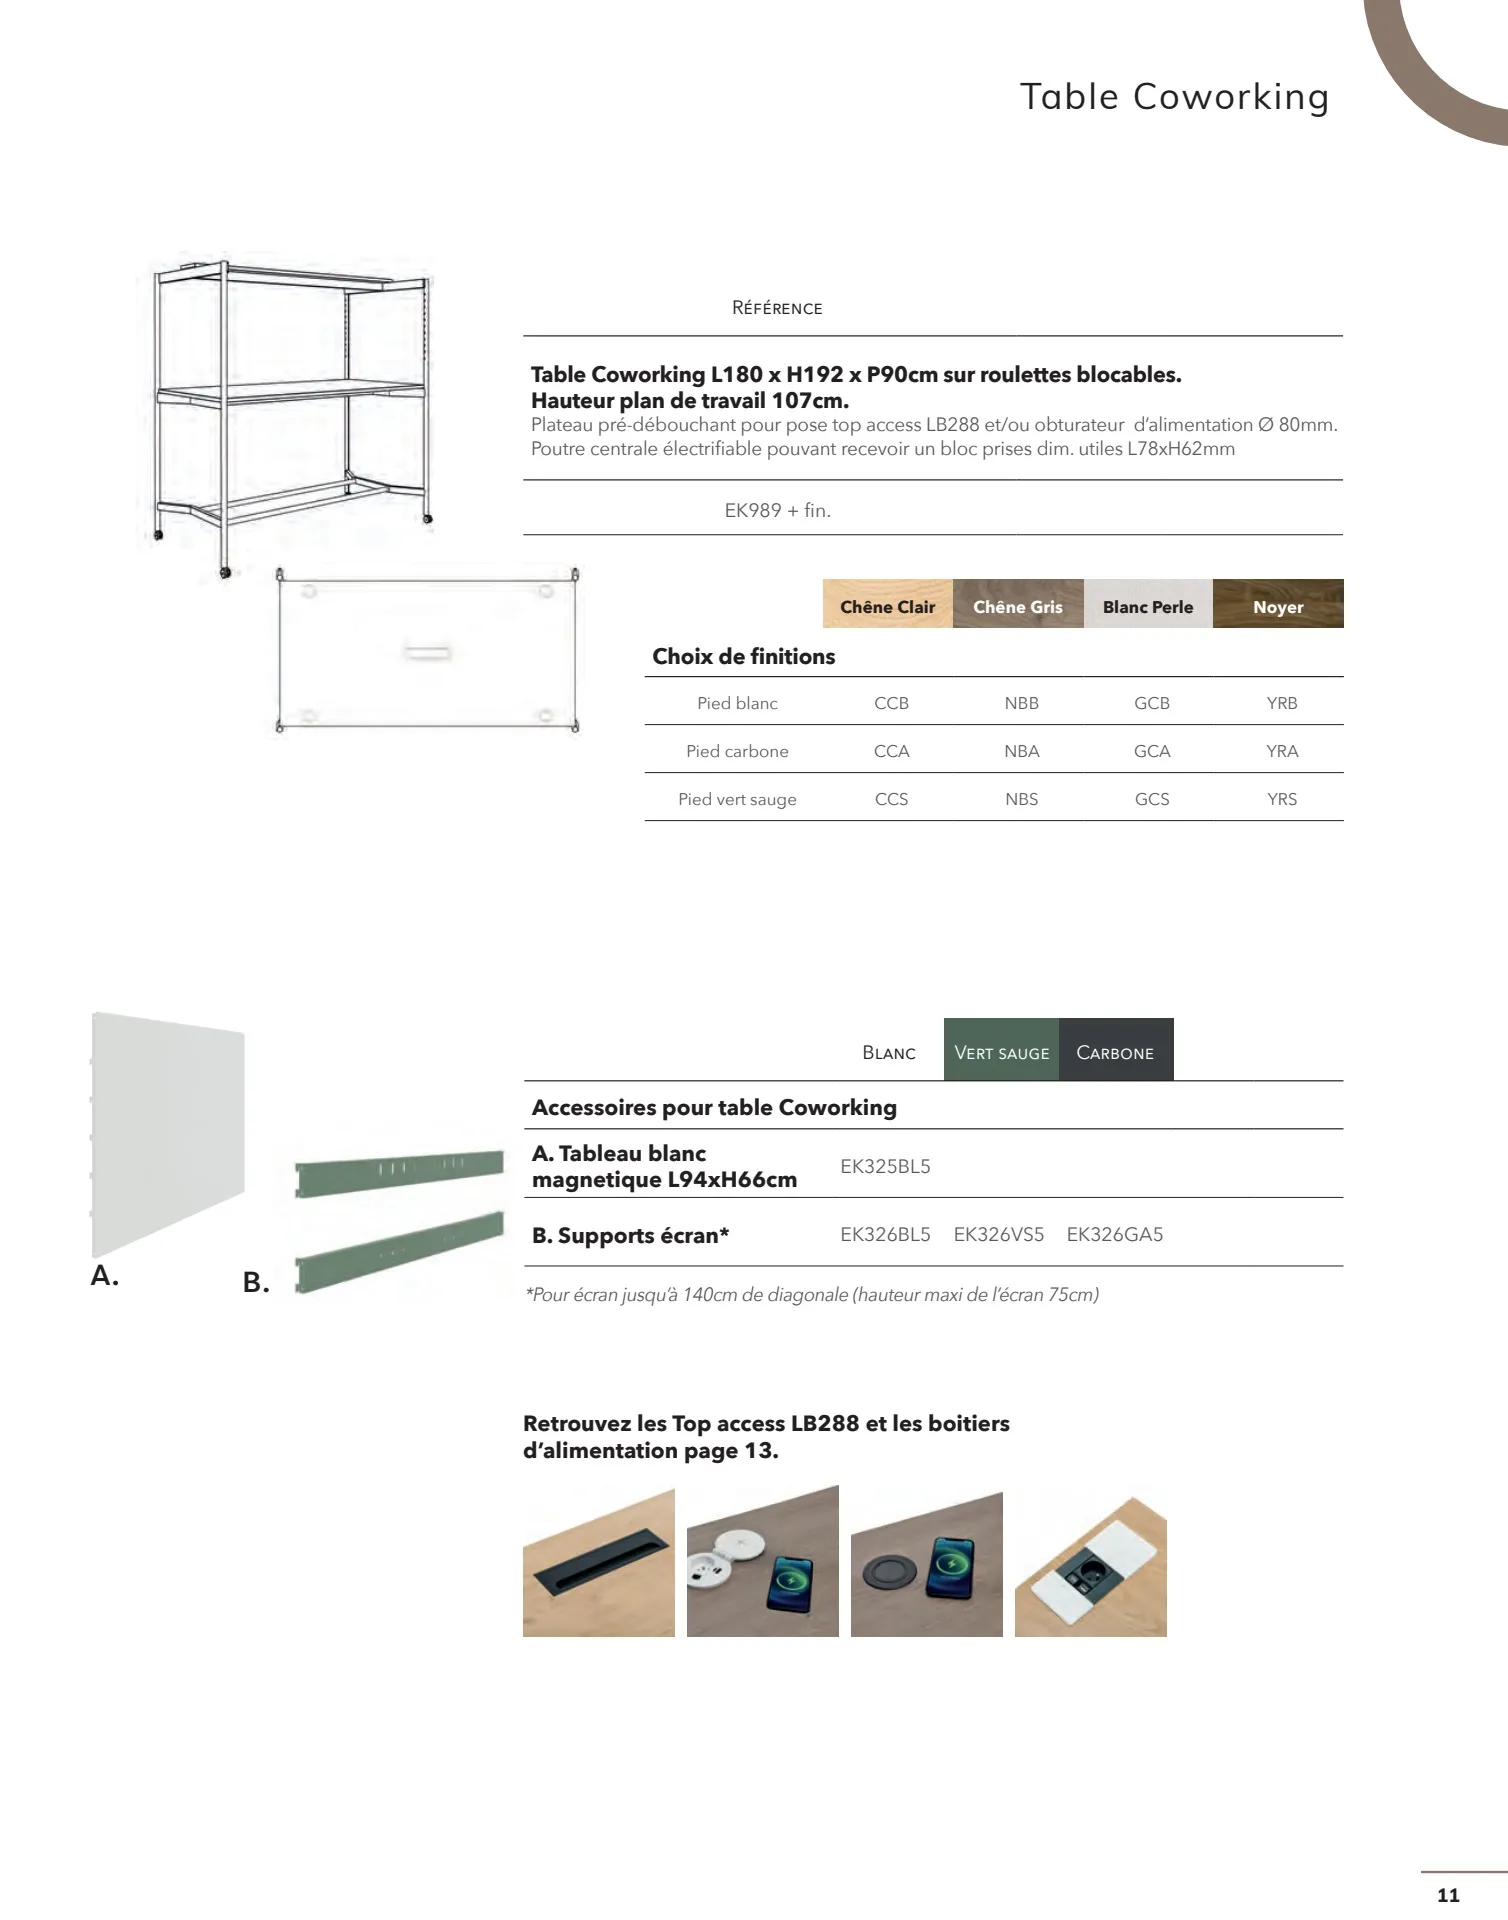 Table Coworking
Référence
Table Coworking L180 x H192 x P90cm sur roulettes blocables.
Hauteur plan de travail 107cm.
Plateau pré-débouchant pour pose top access LB288 et/ou obturateur d’alimentation Ø 80mm.
Poutre centrale électrifiable pouvant recevoir un bloc prises dim. utiles L78xH62mm
EK989 + fin.
Chêne Clair Chêne Gris Blanc Perle Noyer
Choix de finitions
Pied blanc CCB NBB GCB YRB
Pied carbone CCA NBA GCA YRA
Pied vert sauge CCS NBS GCS YRS
Blanc Vert sauge Carbone
Accessoires pour table Coworking
A. Tableau blanc
magnetique L94xH66cm EK325BL5
B. Supports écran* EK326BL5 EK326VS5 EK326GA5
A.
B.
*Pour écran jusqu’à 140cm de diagonale (hauteur maxi de l’écran 75cm)
Retrouvez les Top access LB288 et les boitiers
d’alimentation page 13.
11